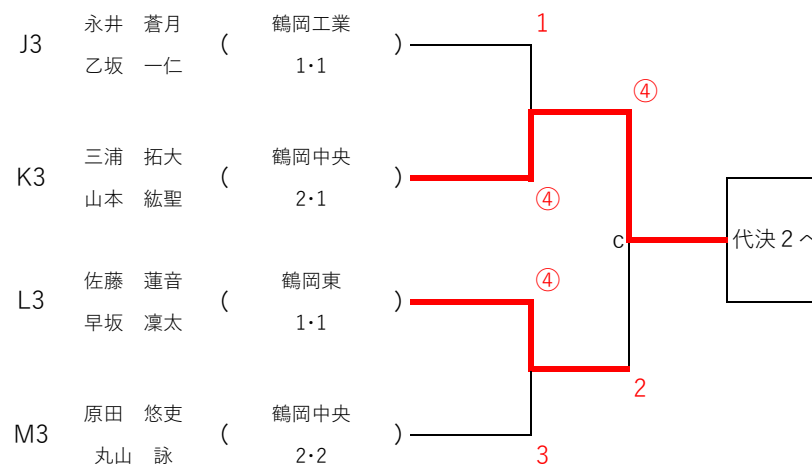 永井　蒼月
鶴岡工業
J3
(
)
乙坂　一仁
1・1
1
④
三浦　拓大
鶴岡中央
K3
(
)
山本　紘聖
2・1
④
c
代決２へ
佐藤　蓮音
鶴岡東
L3
(
)
早坂　凜太
1・1
④
2
原田　悠吏
鶴岡中央
M3
(
)
丸山　詠
2・2
3